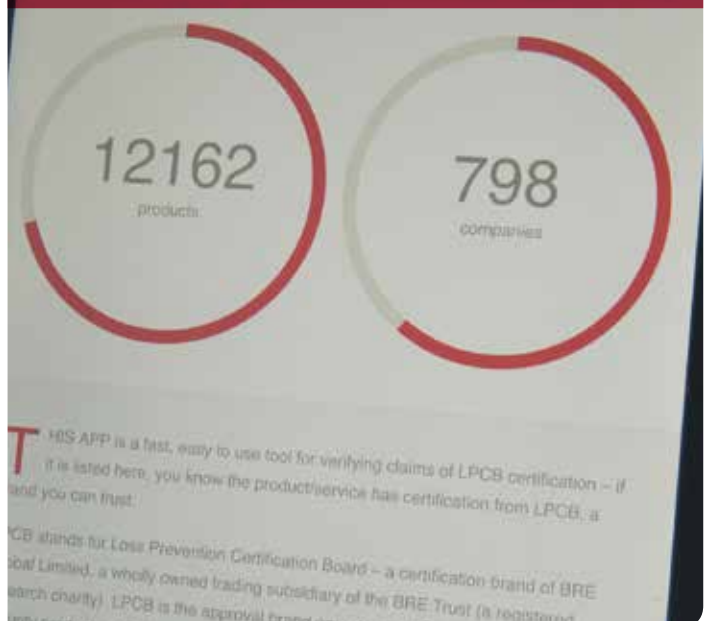 12162
products
798
companies
THIS APP is a fast, easy to use tool for verifying claims of LPCB certification – if
it is listed here, you know the product/service has certification from LPCB, a
and you can trust.
PCB stands for Loss Prevention Certification Board – a certification brand of BRE
obal Limited, a wholly owned trading subsidiary of the BRE Trust (a registered
earch charity). LPCB is the approval brand